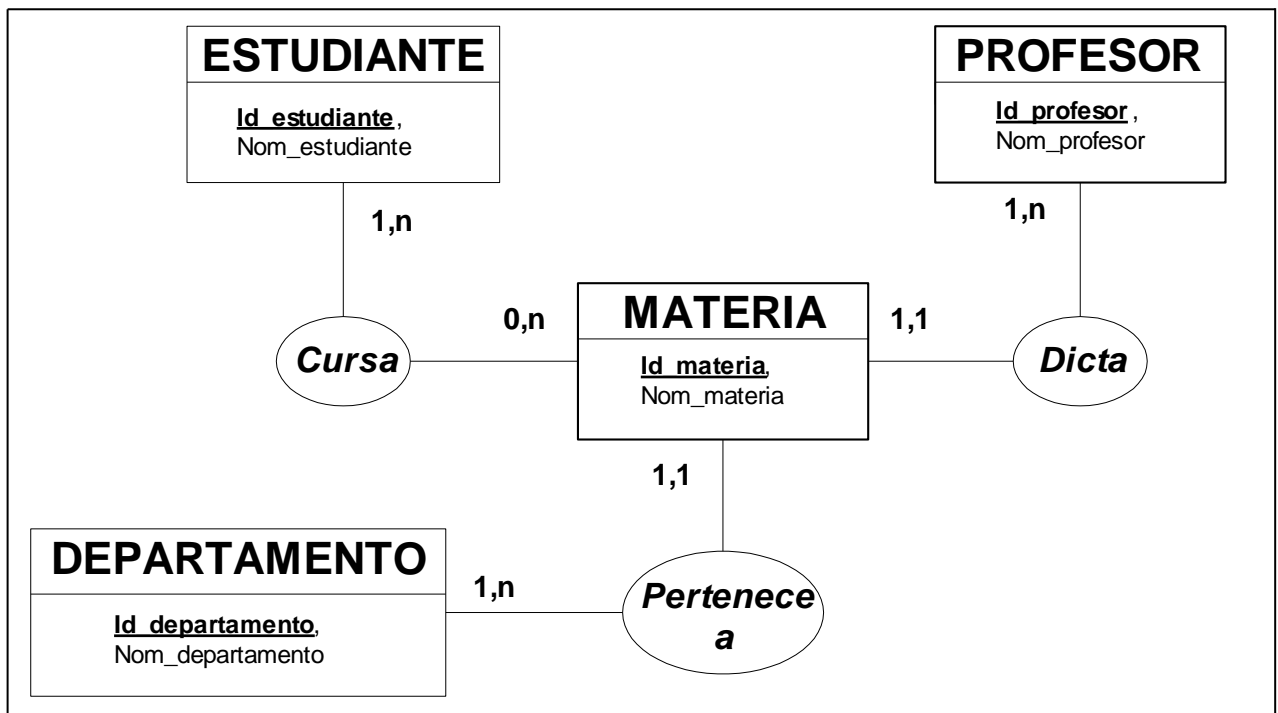 ESTUDIANTE
Id_estudiante,
Nom_estudiante
PROFESOR
Id_profesor,
Nom_profesor
1,n
1,n
Cursa
0,n
MATERIA
Id_materia,
Nom_materia
1,1
Dicta
1,1
DEPARTAMENTO
Id_departamento,
Nom_departamento
1,n
Pertenece
a